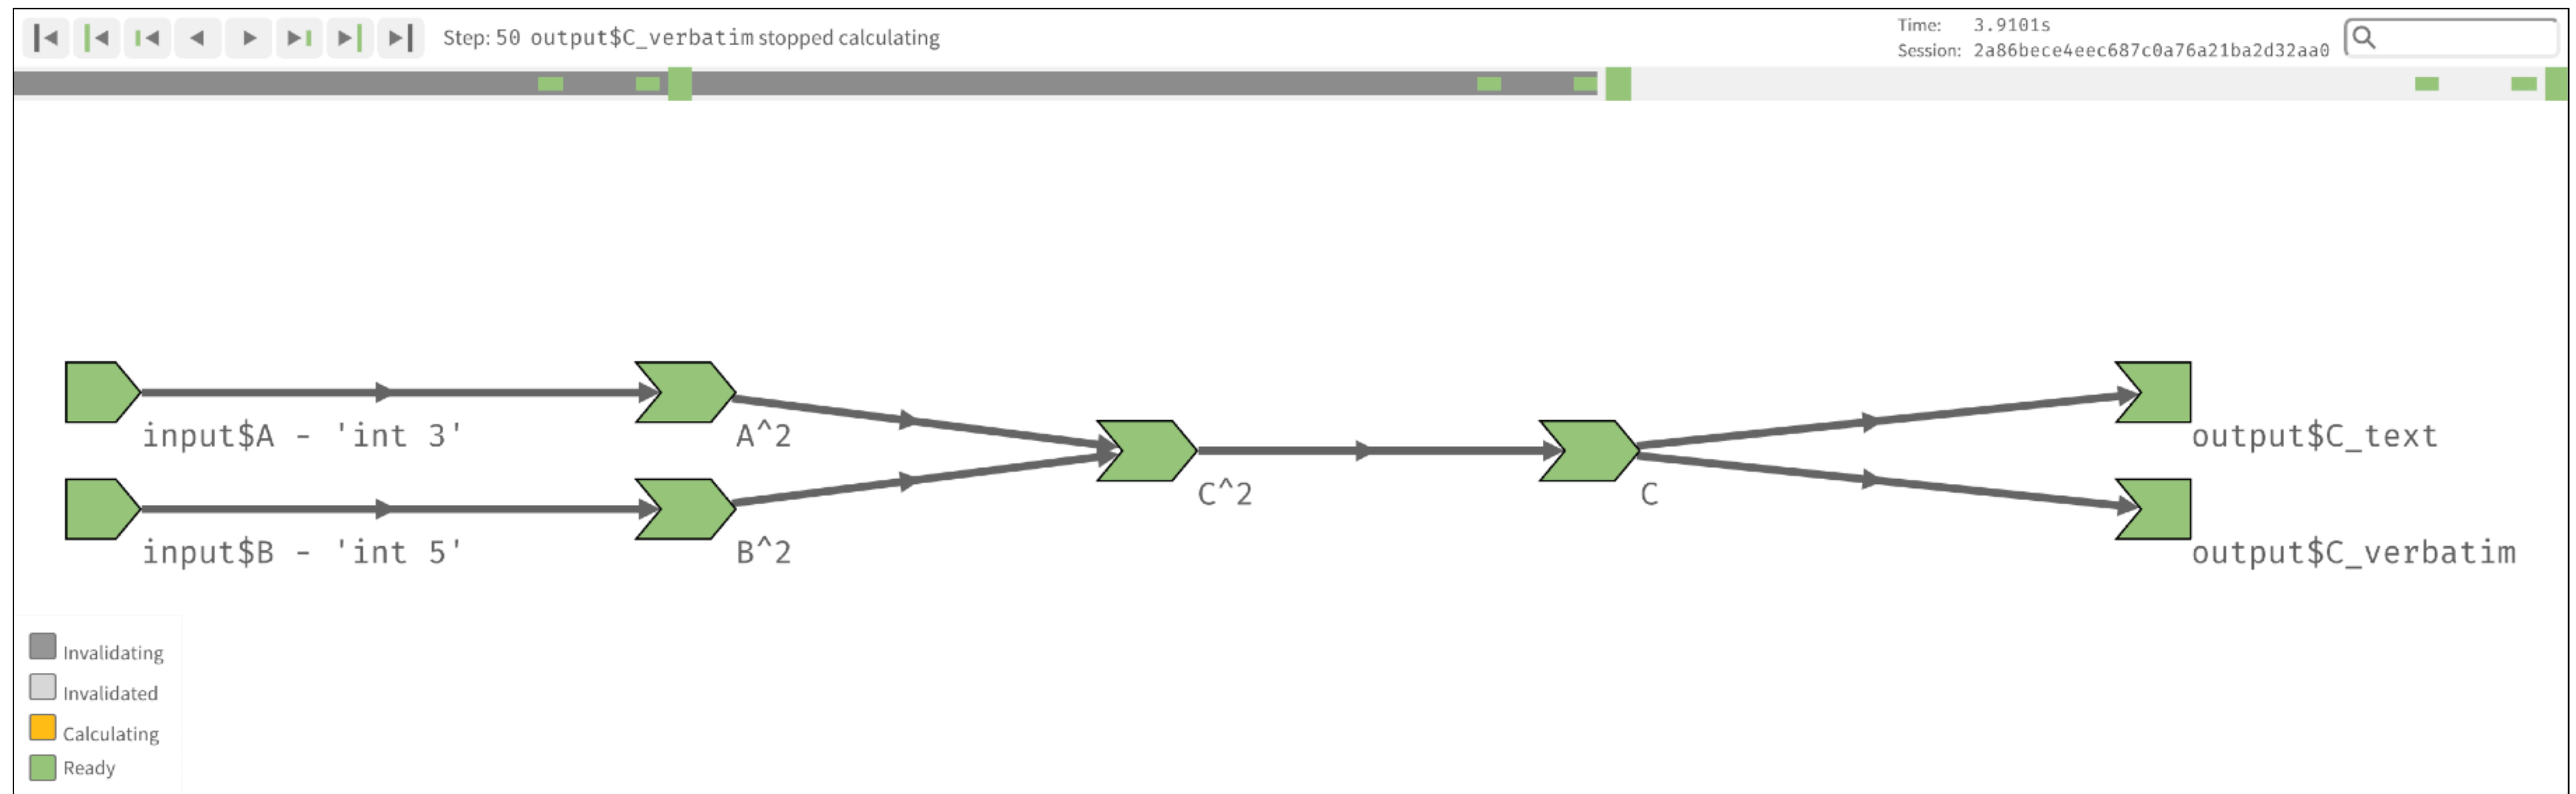 Step: 50 output$C_verbatim stopped calculating
Time: 3.9101s
Session: 2a86bece4eec687c0a76a21ba2d32aa0
input$A - 'int 3'
A^2
output$C_text
C^2
C
input$B - 'int 5'
B^2
output$C_verbatim
Invalidating
Invalidated
Calculating
Ready